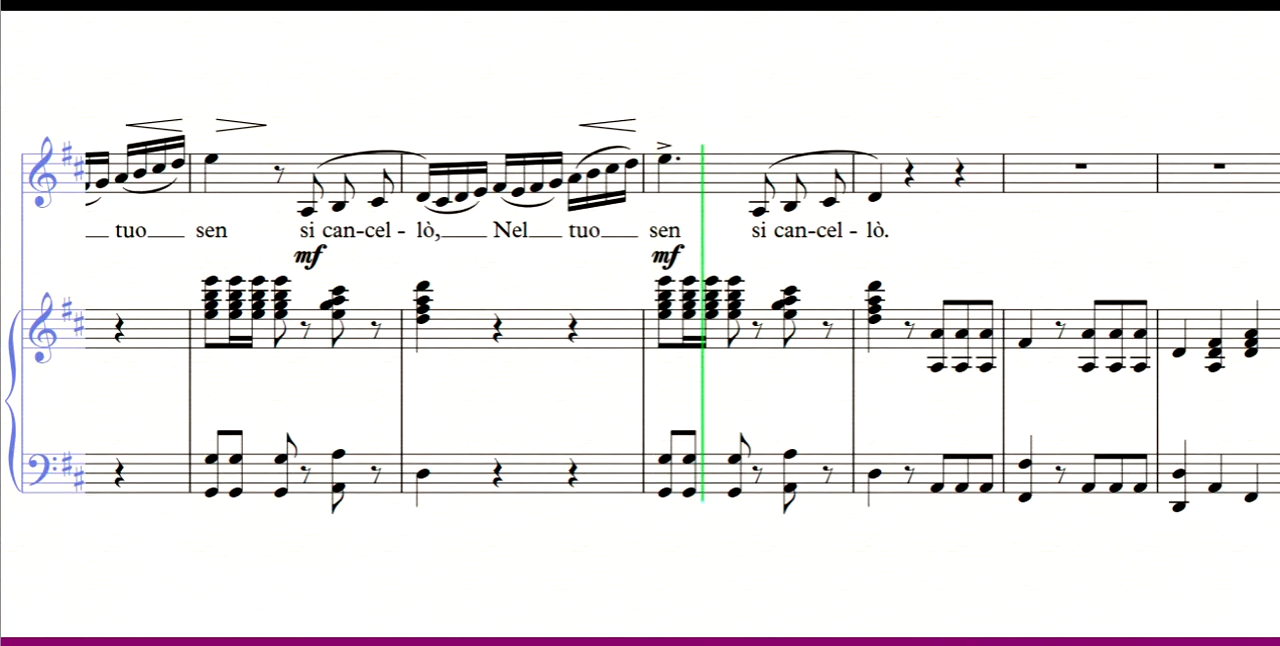 tuo sen si can-cel - lò, Nel tuo sen si can-cel - lò.
mf mf